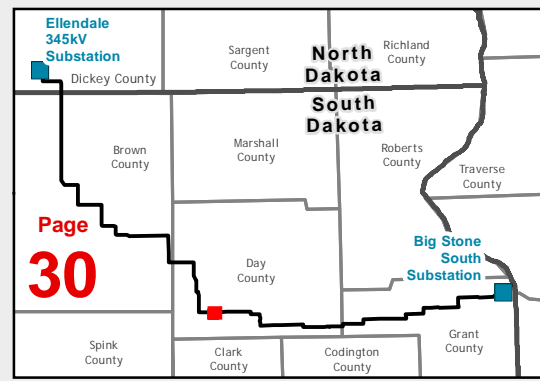 Ellendale
345kV
Substation
Dickey County
Sargent
County
North
Dakota
Richland
County
South
Dakota
Brown
County
Marshall
County
Roberts
County
Traverse
County
Page
30
Big Stone
South
Substation
Day
County
Grant
County
Spink
County
Clark
County
Codington
County